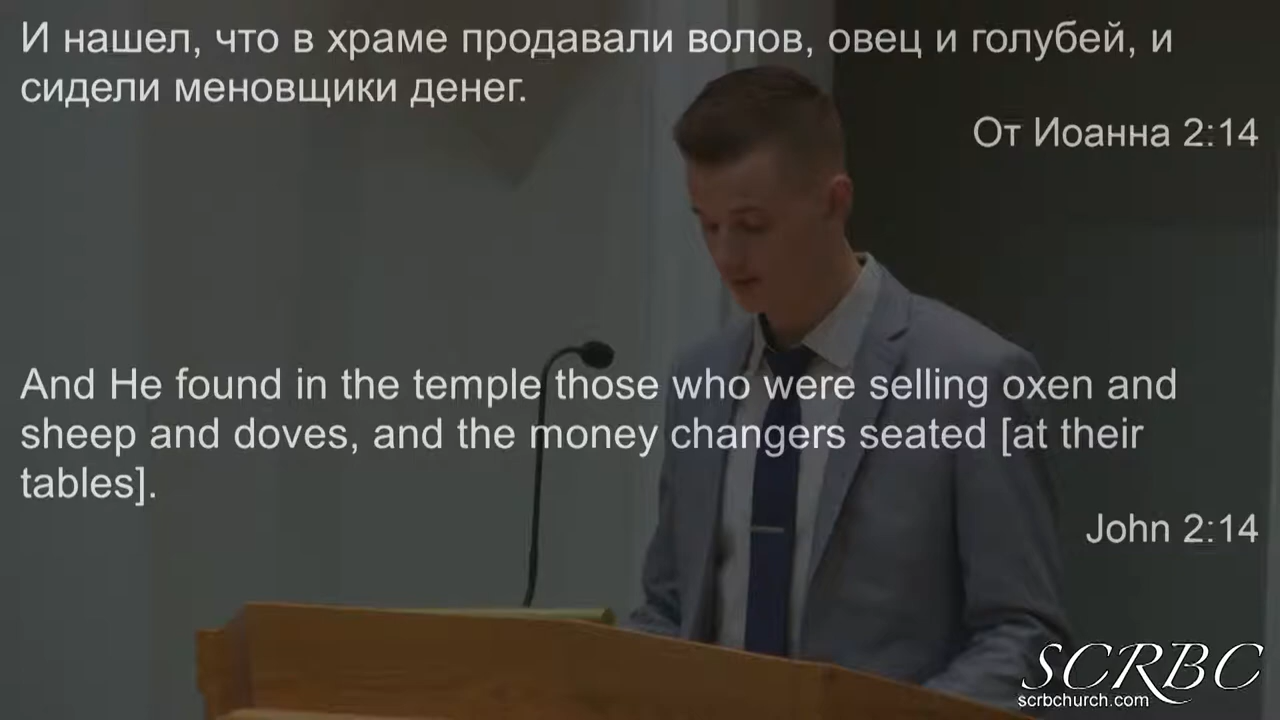 И нашел, что в храме продавали волов, овец и голубей, и
сидели меновщики денег.
От Иоанна 2:14
And He found in the temple those who were selling oxen and
sheep and doves, and the money changers seated [at their
tables].
John 2:14
SCRBC
scrbchurch.com